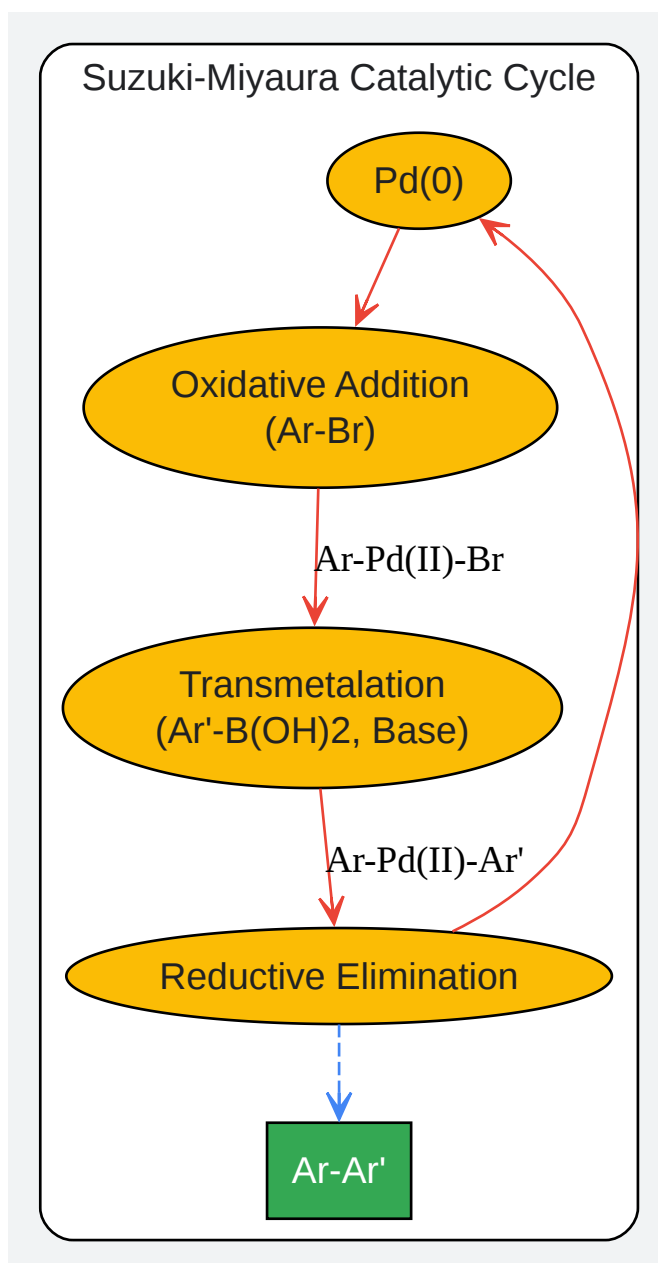 Suzuki-Miyaura Catalytic Cycle
Pd(0)
Oxidative Addition
(Ar-Br)
Ar-Pd(II)-Br
Transmetalation
(Ar'-B(OH)2, Base)
Ar-Pd(II)-Ar'
Reductive Elimination
Ar-Ar'